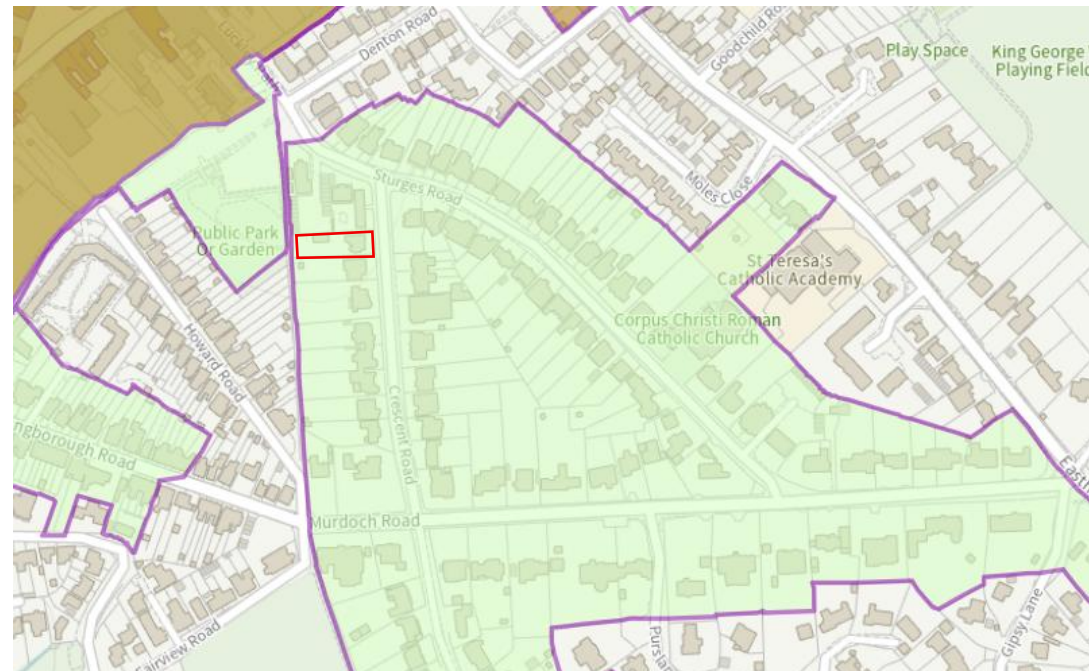 Denton Road
Goodchild Road
Play Space
King George
Playing Field
Sturges Road
Moles Close
Public Park
Or Garden
St Teresa's
Catholic Academy
Corpus Christi Roman
Catholic Church
Howard Road
Crescent Road
ngborough Road
Murdoch Road
Easth
Fairview Road
Pursla
Gipsy Lane